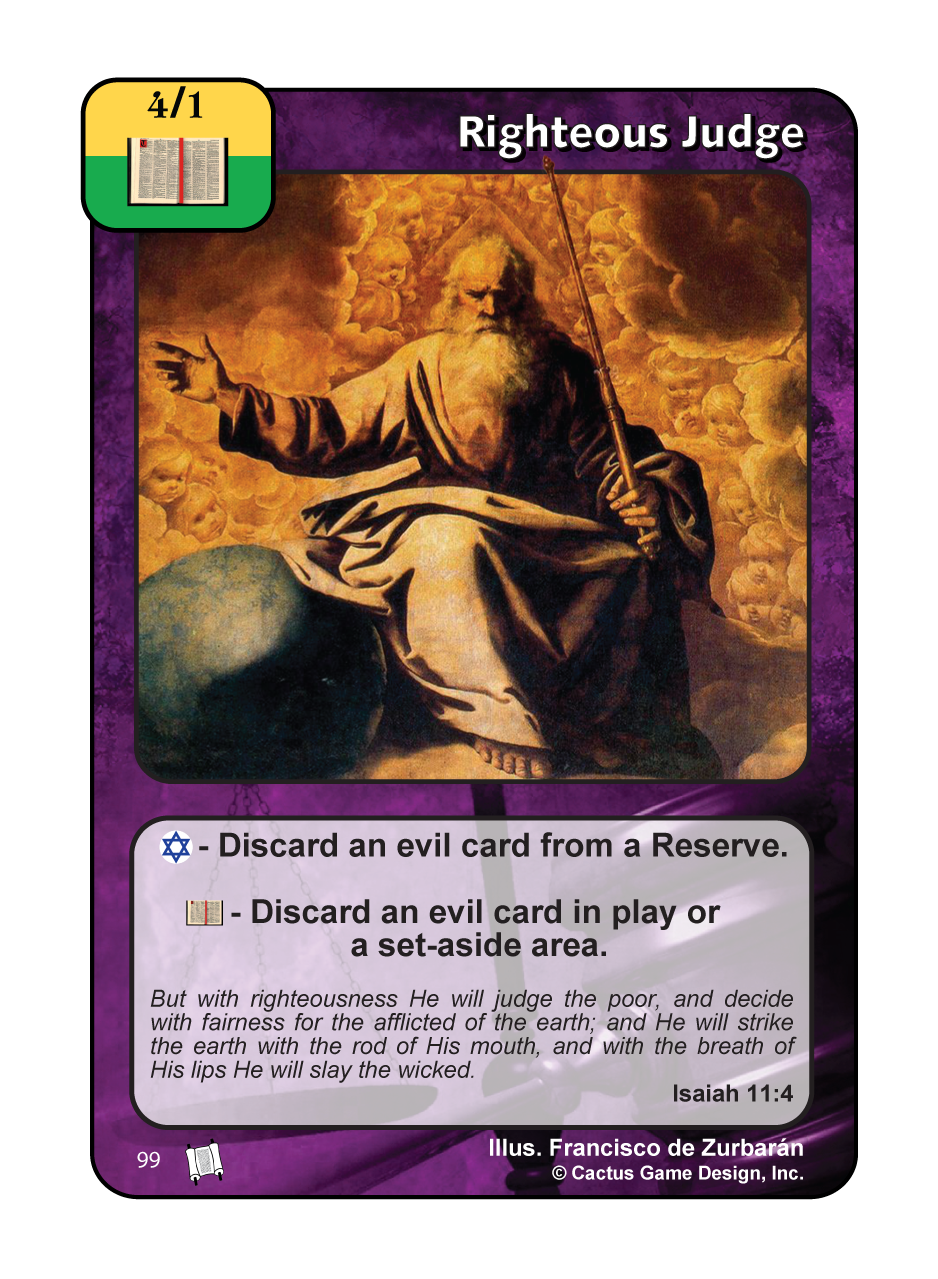 4/1
Righteous Judge
- Discard an evil card from a Reserve.
- Discard an evil card in play or
a set-aside area.
But with righteousness He will judge the poor, and decide
with fairness for the afflicted of the earth; and He will strike
the earth with the rod of His mouth, and with the breath of
His lips He will slay the wicked.
Isaiah 11:4
99
Illus. Francisco de Zurbarán
© Cactus Game Design, Inc.